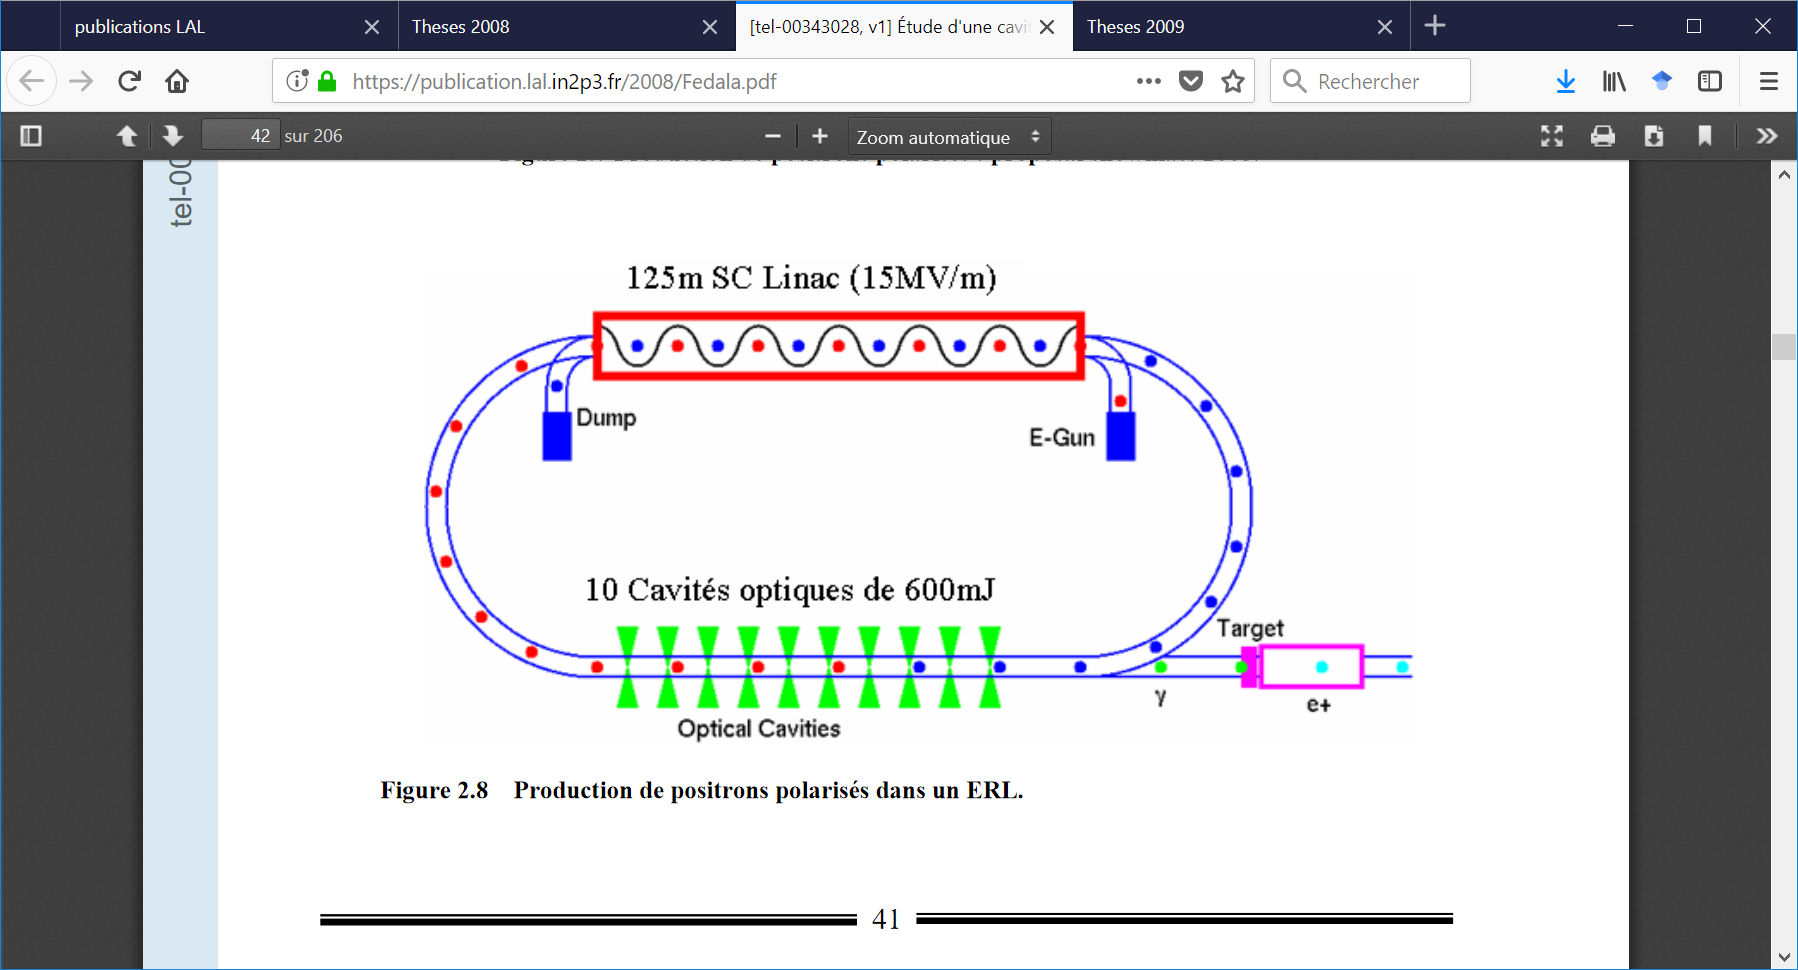 publications LAL
Theses 2008
[tel-00343028, v1] Étude d'une cavi
Theses 2009
https://publication.lal.in2p3.fr/2008/Fedala.pdf
Rechercher
42 sur 206
Zoom automatique
tel-00
125m SC Linac (15MV/m)
Dump
E-Gun
10 Cavités optiques de 600mJ
Target
γ
e+
Optical Cavities
Figure 2.8 Production de positrons polarisés dans un ERL.
41